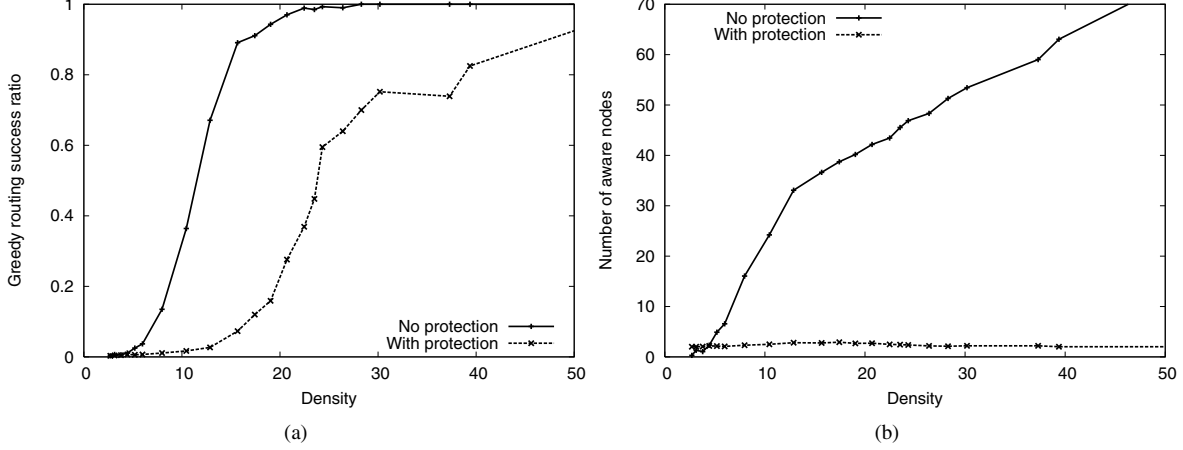 1
0.8
0.6
0.4
0.2
0
Greedy routing success ratio
No protection
With protection
0 10 20 30 40 50
Density
(a)
70
60
50
40
30
20
10
0
Number of aware nodes
No protection
With protection
0 10 20 30 40 50
Density
(b)